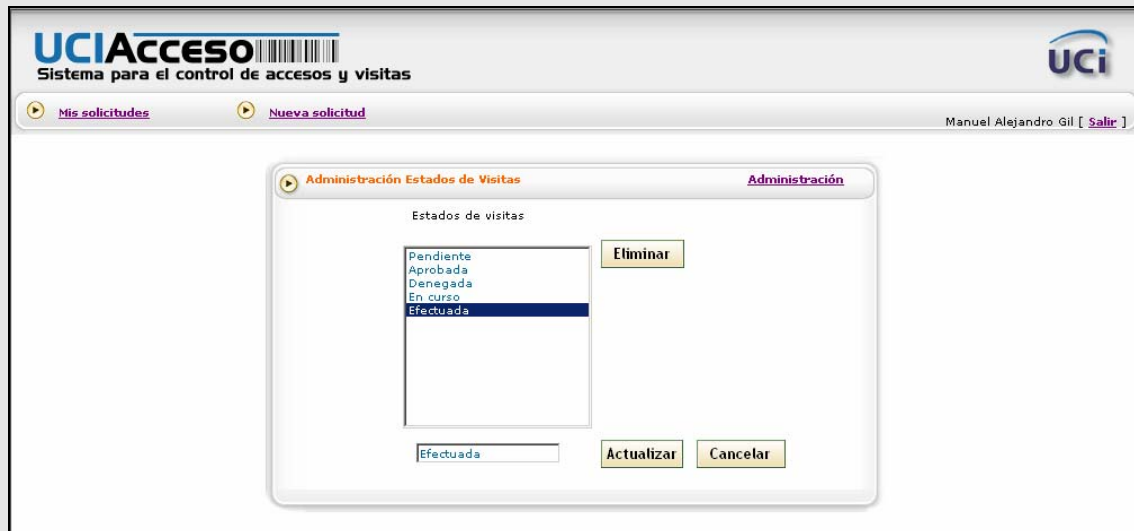 UCIAcceso
UCi
Sistema para el control de accesos y visitas
Mis solicitudes
Nueva solicitud
Manuel Alejandro Gil [ Salir ]
Administración Estados de Visitas
Administración
Estados de visitas
Pendiente
Aprobada
Denegada
En curso
Efectuada
Eliminar
Efectuada
Actualizar
Cancelar